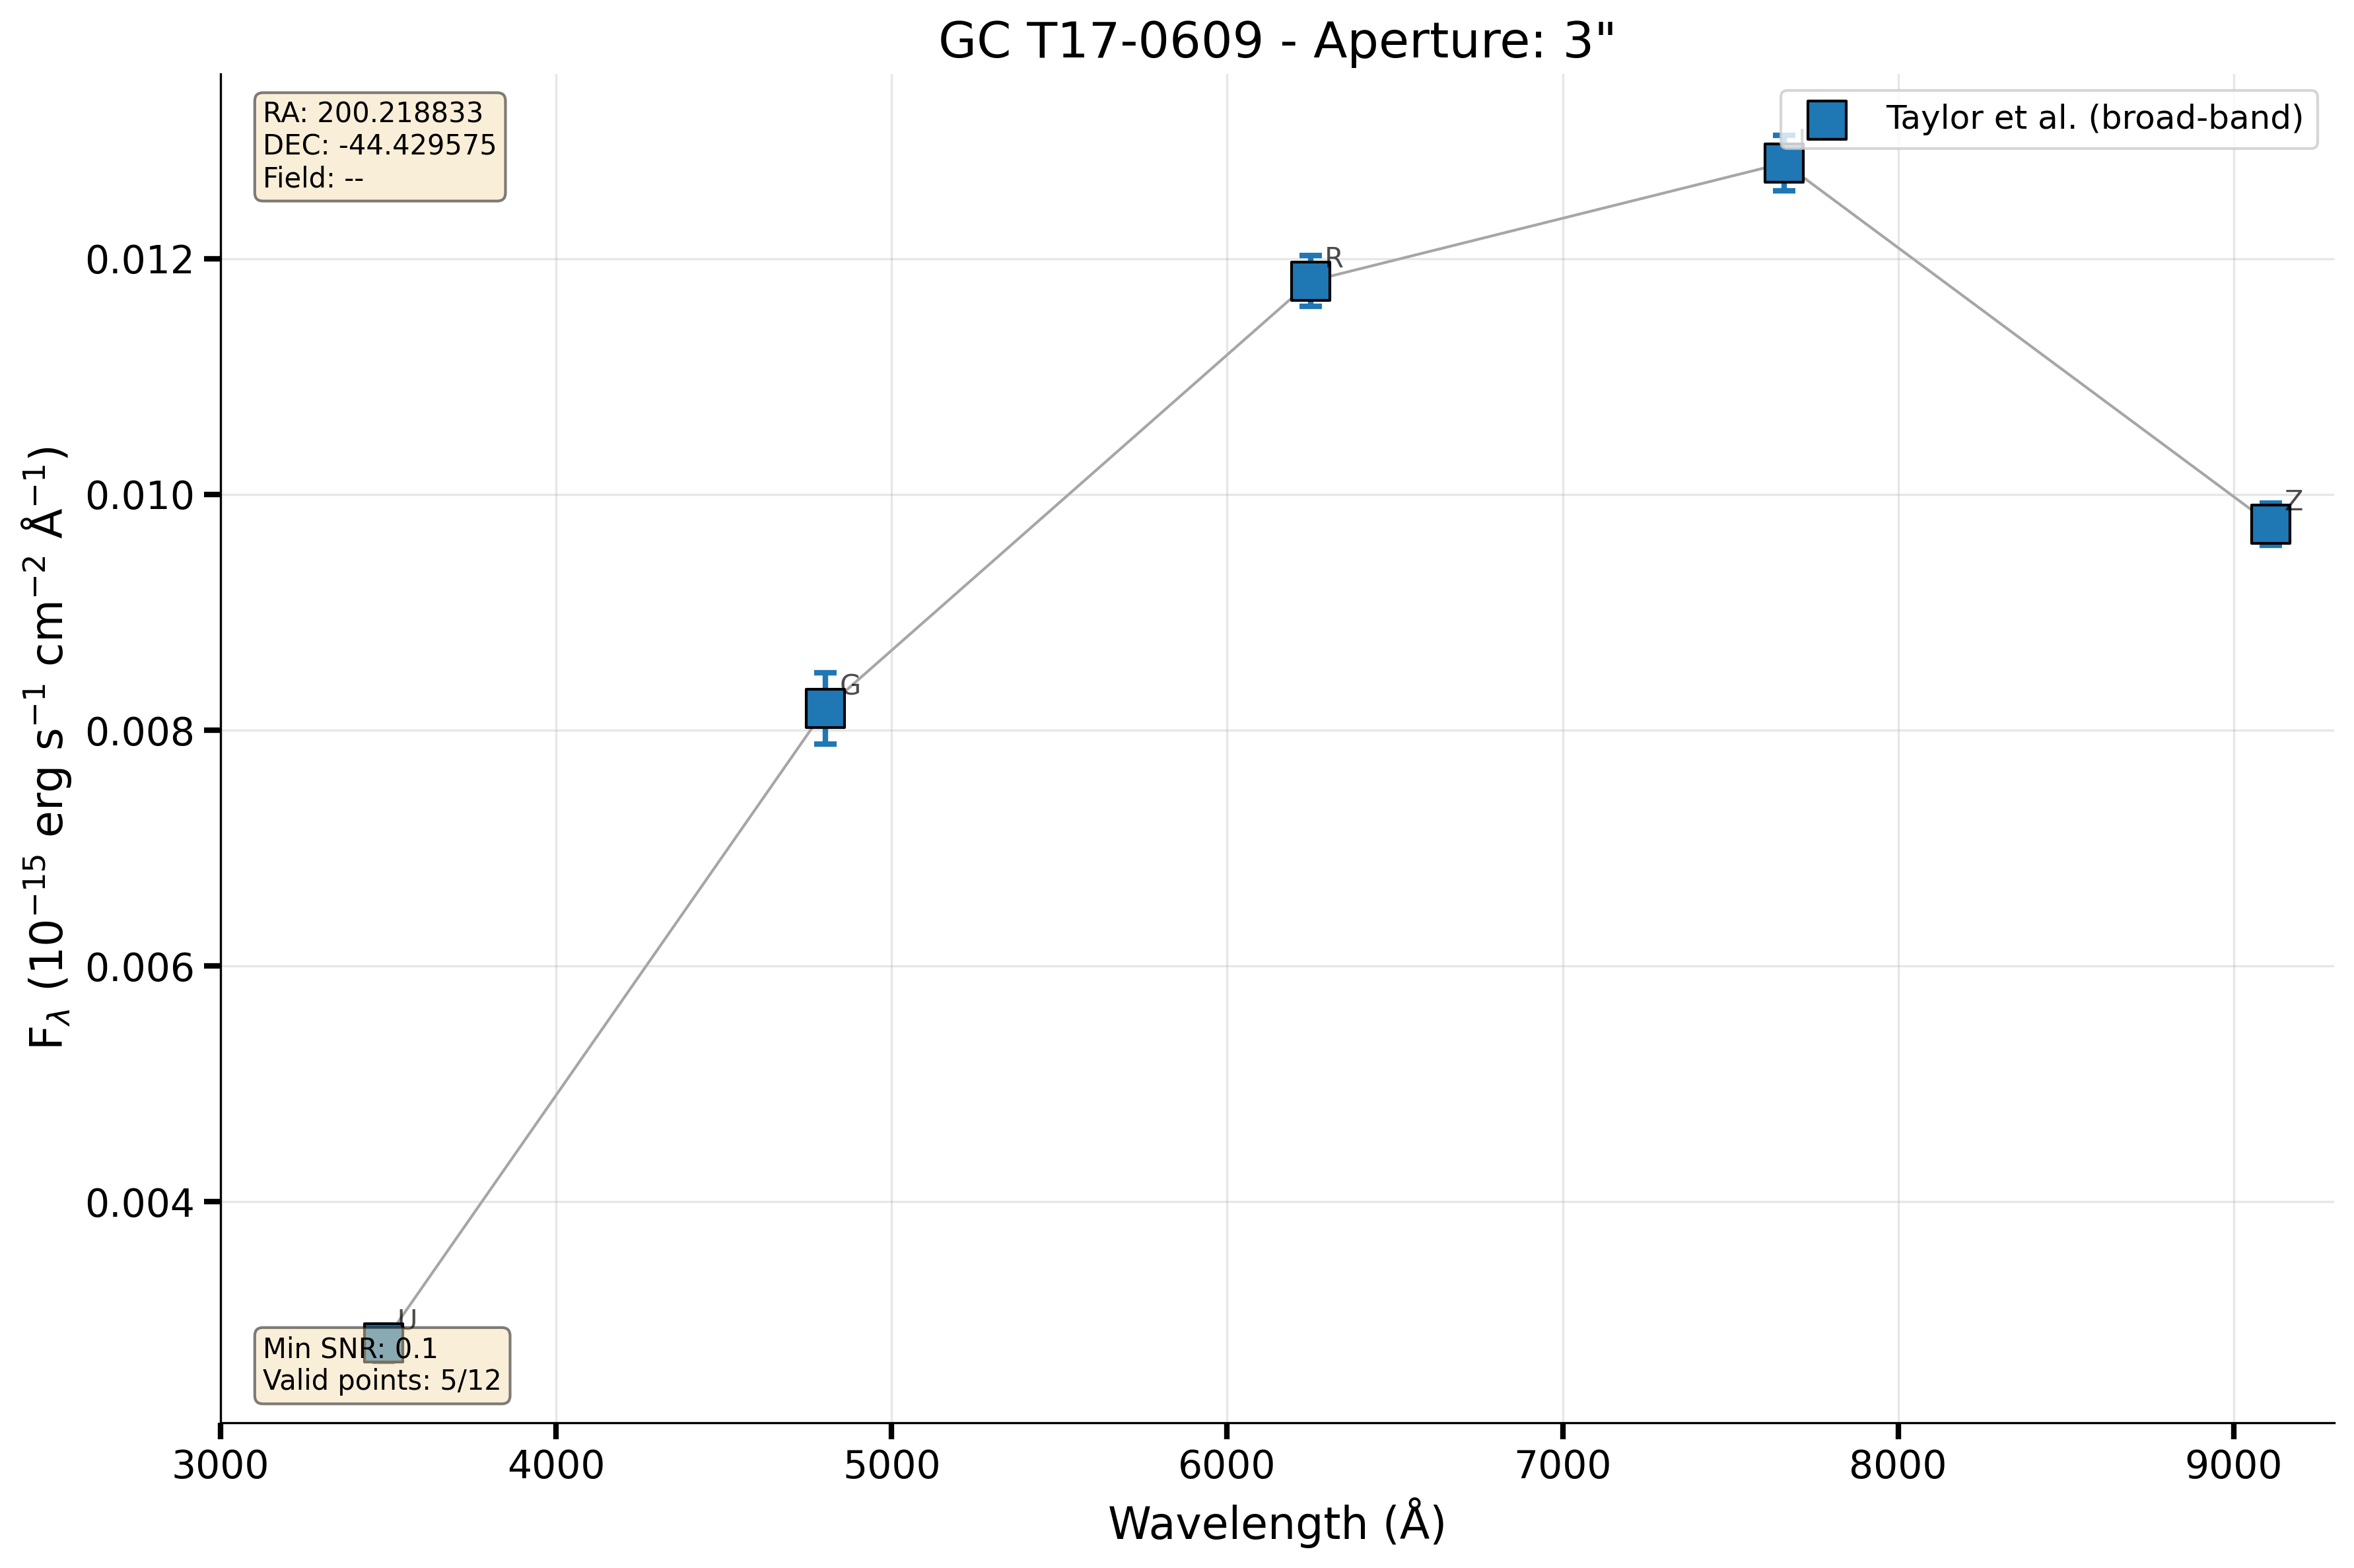 GC T17-0609 - Aperture: 3"
RA: 200.218833
DEC: -44.429575
Field: --
Taylor et al. (broad-band)
I
R
Z
G
U
Min SNR: 0.1
Valid points: 5/12
0.012
0.010
0.008
0.006
0.004
F_λ (10⁻¹⁵ erg s⁻¹ cm⁻² Å⁻¹)
3000 4000 5000 6000 7000 8000 9000
Wavelength (Å)